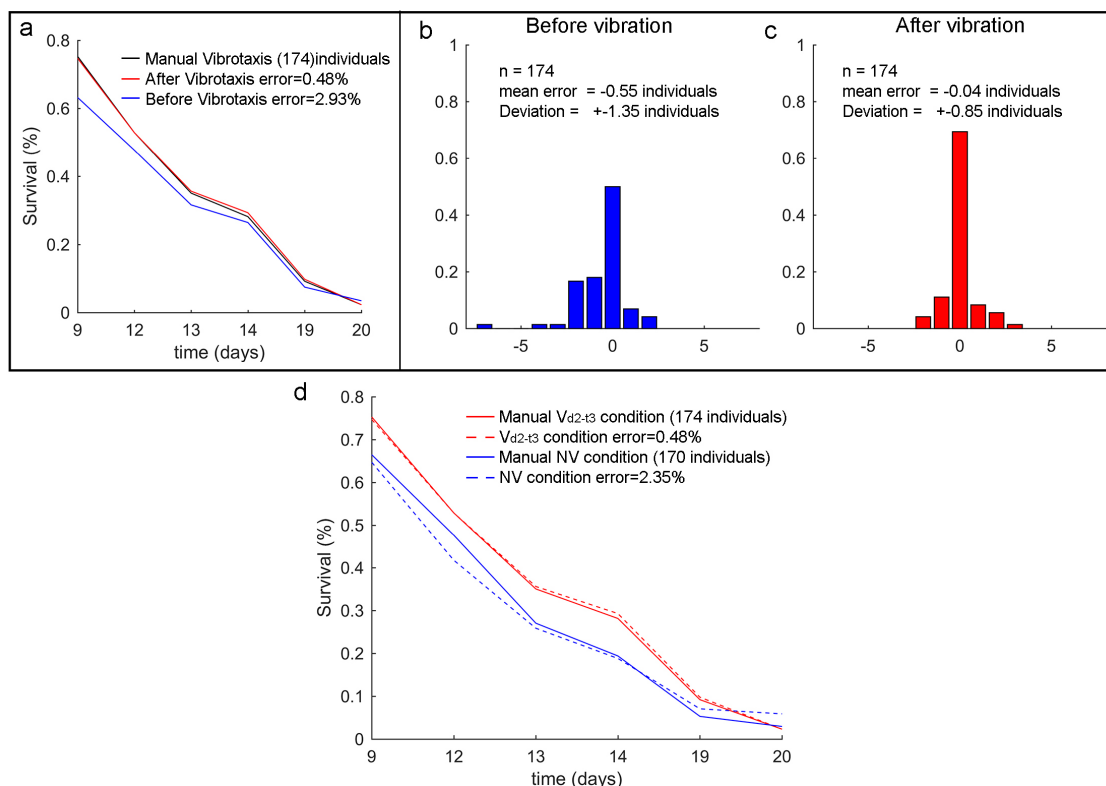 a
Manual Vibrotaxis (174)individuals
After Vibrotaxis error=0.48%
Before Vibrotaxis error=2.93%
Survival (%)
0.8
0.6
0.4
0.2
0
9 12 13 14 19 20
time (days)
b
Before vibration
n = 174
mean error = -0.55 individuals
Deviation = +-1.35 individuals
1
0.8
0.6
0.4
0.2
0
-5 0 5
c
After vibration
n = 174
mean error = -0.04 individuals
Deviation = +-0.85 individuals
1
0.8
0.6
0.4
0.2
0
-5 0 5
d
Manual Vd2-t3 condition (174 individuals)
Vd2-t3 condition error=0.48%
Manual NV condition (170 individuals)
NV condition error=2.35%
Survival (%)
0.8
0.7
0.6
0.5
0.4
0.3
0.2
0.1
0
9 12 13 14 19 20
time (days)